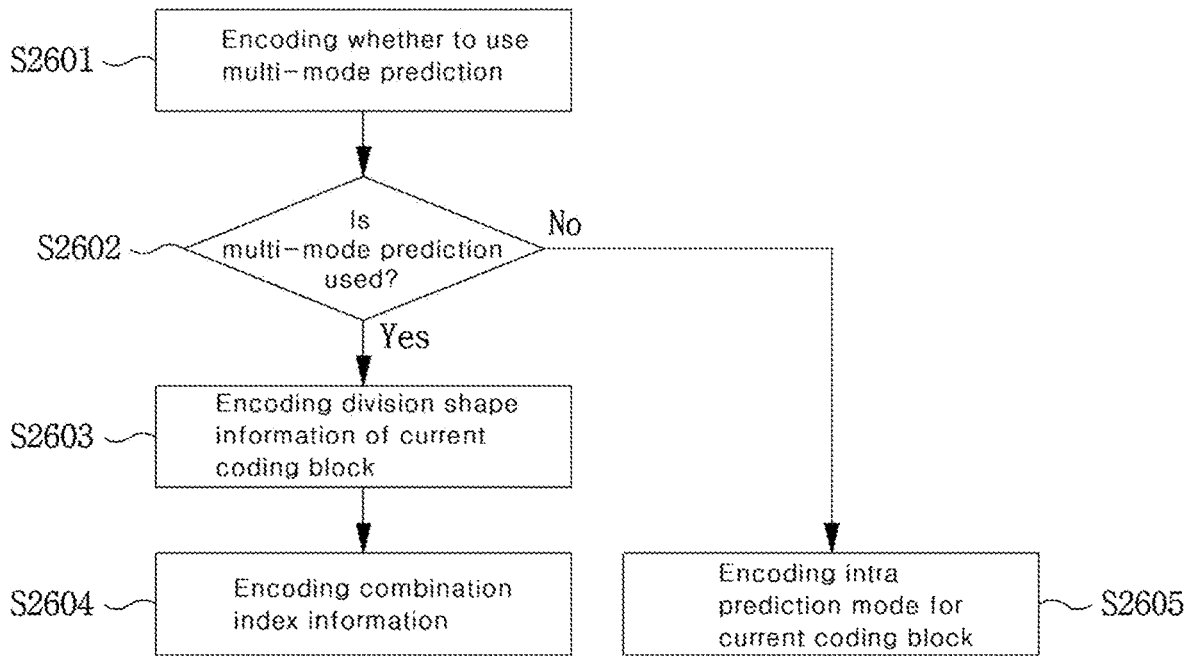 S2601
Encoding whether to use
multi-mode prediction
S2602
Is
multi-mode prediction
used?
No
Yes
S2603
Encoding division shape
information of current
coding block
S2604
Encoding combination
index information
Encoding intra
prediction mode for
current coding block
S2605